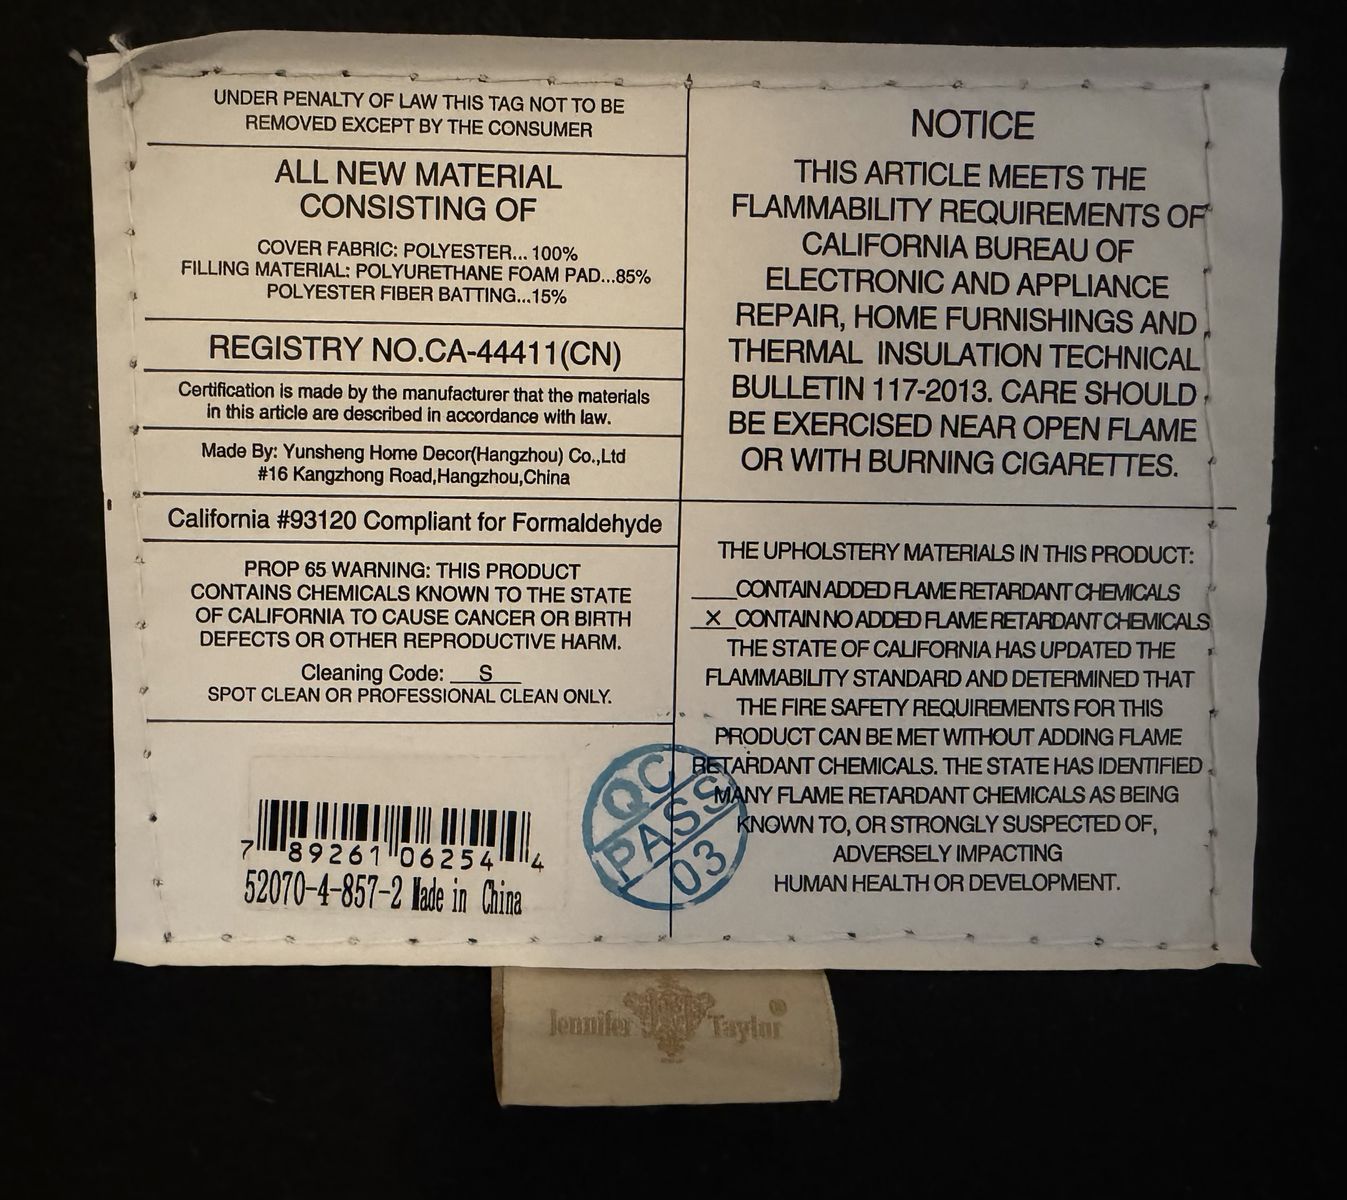 UNDER PENALTY OF LAW THIS TAG NOT TO BE
REMOVED EXCEPT BY THE CONSUMER
ALL NEW MATERIAL
CONSISTING OF
COVER FABRIC: POLYESTER... 100%
FILLING MATERIAL: POLYURETHANE FOAM PAD...85%
POLYESTER FIBER BATTING...15%
REGISTRY NO.CA-44411(CN)
Certification is made by the manufacturer that the materials
in this article are described in accordance with law.
Made By: Yunsheng Home Decor(Hangzhou) Co.,Ltd
#16 Kangzhong Road,Hangzhou,China
California #93120 Compliant for Formaldehyde
PROP 65 WARNING: THIS PRODUCT
CONTAINS CHEMICALS KNOWN TO THE STATE
OF CALIFORNIA TO CAUSE CANCER OR BIRTH
DEFECTS OR OTHER REPRODUCTIVE HARM.
Cleaning Code: __S__
SPOT CLEAN OR PROFESSIONAL CLEAN ONLY.
7 89261 06254 4
52070-4-857-2 Made in China
QC
PASS
03
NOTICE
THIS ARTICLE MEETS THE
FLAMMABILITY REQUIREMENTS OF
CALIFORNIA BUREAU OF
ELECTRONIC AND APPLIANCE
REPAIR, HOME FURNISHINGS AND
THERMAL INSULATION TECHNICAL
BULLETIN 117-2013. CARE SHOULD
BE EXERCISED NEAR OPEN FLAME
OR WITH BURNING CIGARETTES.
THE UPHOLSTERY MATERIALS IN THIS PRODUCT:
____CONTAIN ADDED FLAME RETARDANT CHEMICALS
_X_CONTAIN NO ADDED FLAME RETARDANT CHEMICALS
THE STATE OF CALIFORNIA HAS UPDATED THE
FLAMMABILITY STANDARD AND DETERMINED THAT
THE FIRE SAFETY REQUIREMENTS FOR THIS
PRODUCT CAN BE MET WITHOUT ADDING FLAME
RETARDANT CHEMICALS. THE STATE HAS IDENTIFIED
MANY FLAME RETARDANT CHEMICALS AS BEING
KNOWN TO, OR STRONGLY SUSPECTED OF,
ADVERSELY IMPACTING
HUMAN HEALTH OR DEVELOPMENT.
Jennifer Taylor®